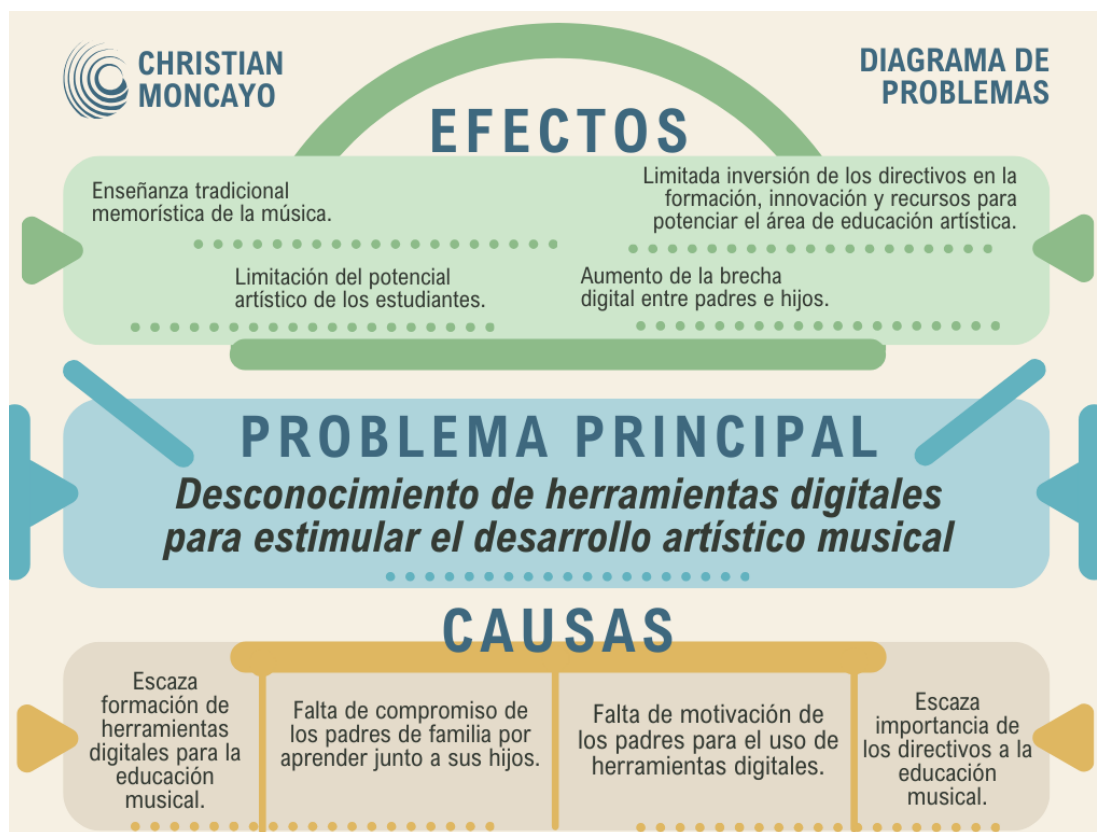 CHRISTIAN
MONCAYO
DIAGRAMA DE
PROBLEMAS
EFECTOS
Enseñanza tradicional
memorística de la música.
Limitada inversión de los directivos en la
formación, innovación y recursos para
potenciar el área de educación artística.
Limitación del potencial
artístico de los estudiantes.
Aumento de la brecha
digital entre padres e hijos.
PROBLEMA PRINCIPAL
Desconocimiento de herramientas digitales
para estimular el desarrollo artístico musical
CAUSAS
Escaza
formación de
herramientas
digitales para la
educación
musical.
Falta de compromiso de
los padres de familia por
aprender junto a sus hijos.
Falta de motivación de
los padres para el uso de
herramientas digitales.
Escaza
importancia de
los directivos a la
educación
musical.